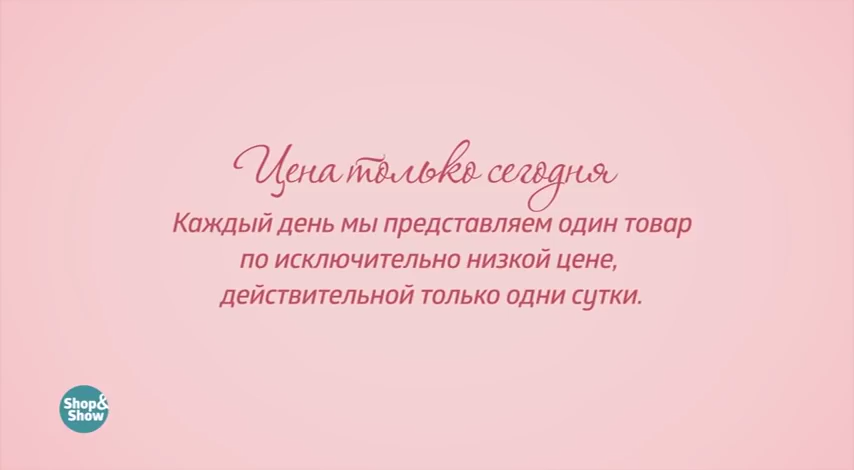 Цена только сегодня
Каждый день мы представляем один товар
по исключительно низкой цене,
действительной только одни сутки.
Shop&
Show